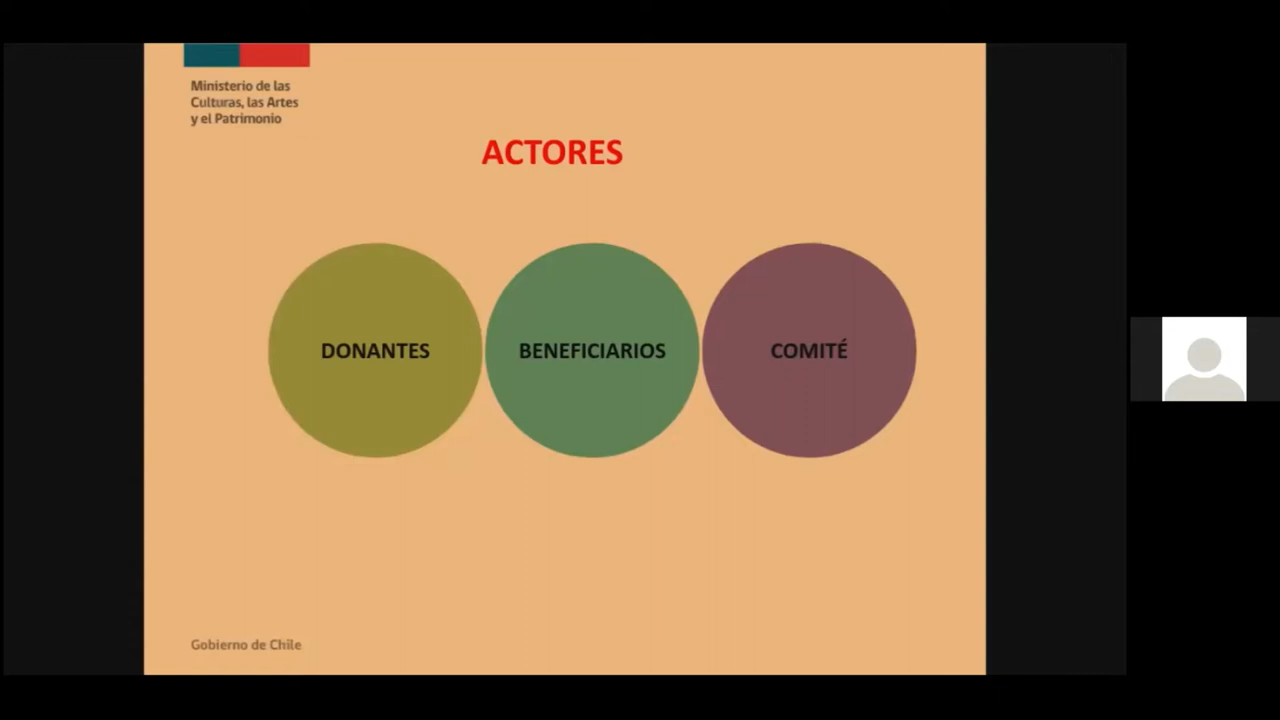 Ministerio de las
Culturas, las Artes
y el Patrimonio
ACTORES
DONANTES
BENEFICIARIOS
COMITÉ
Gobierno de Chile